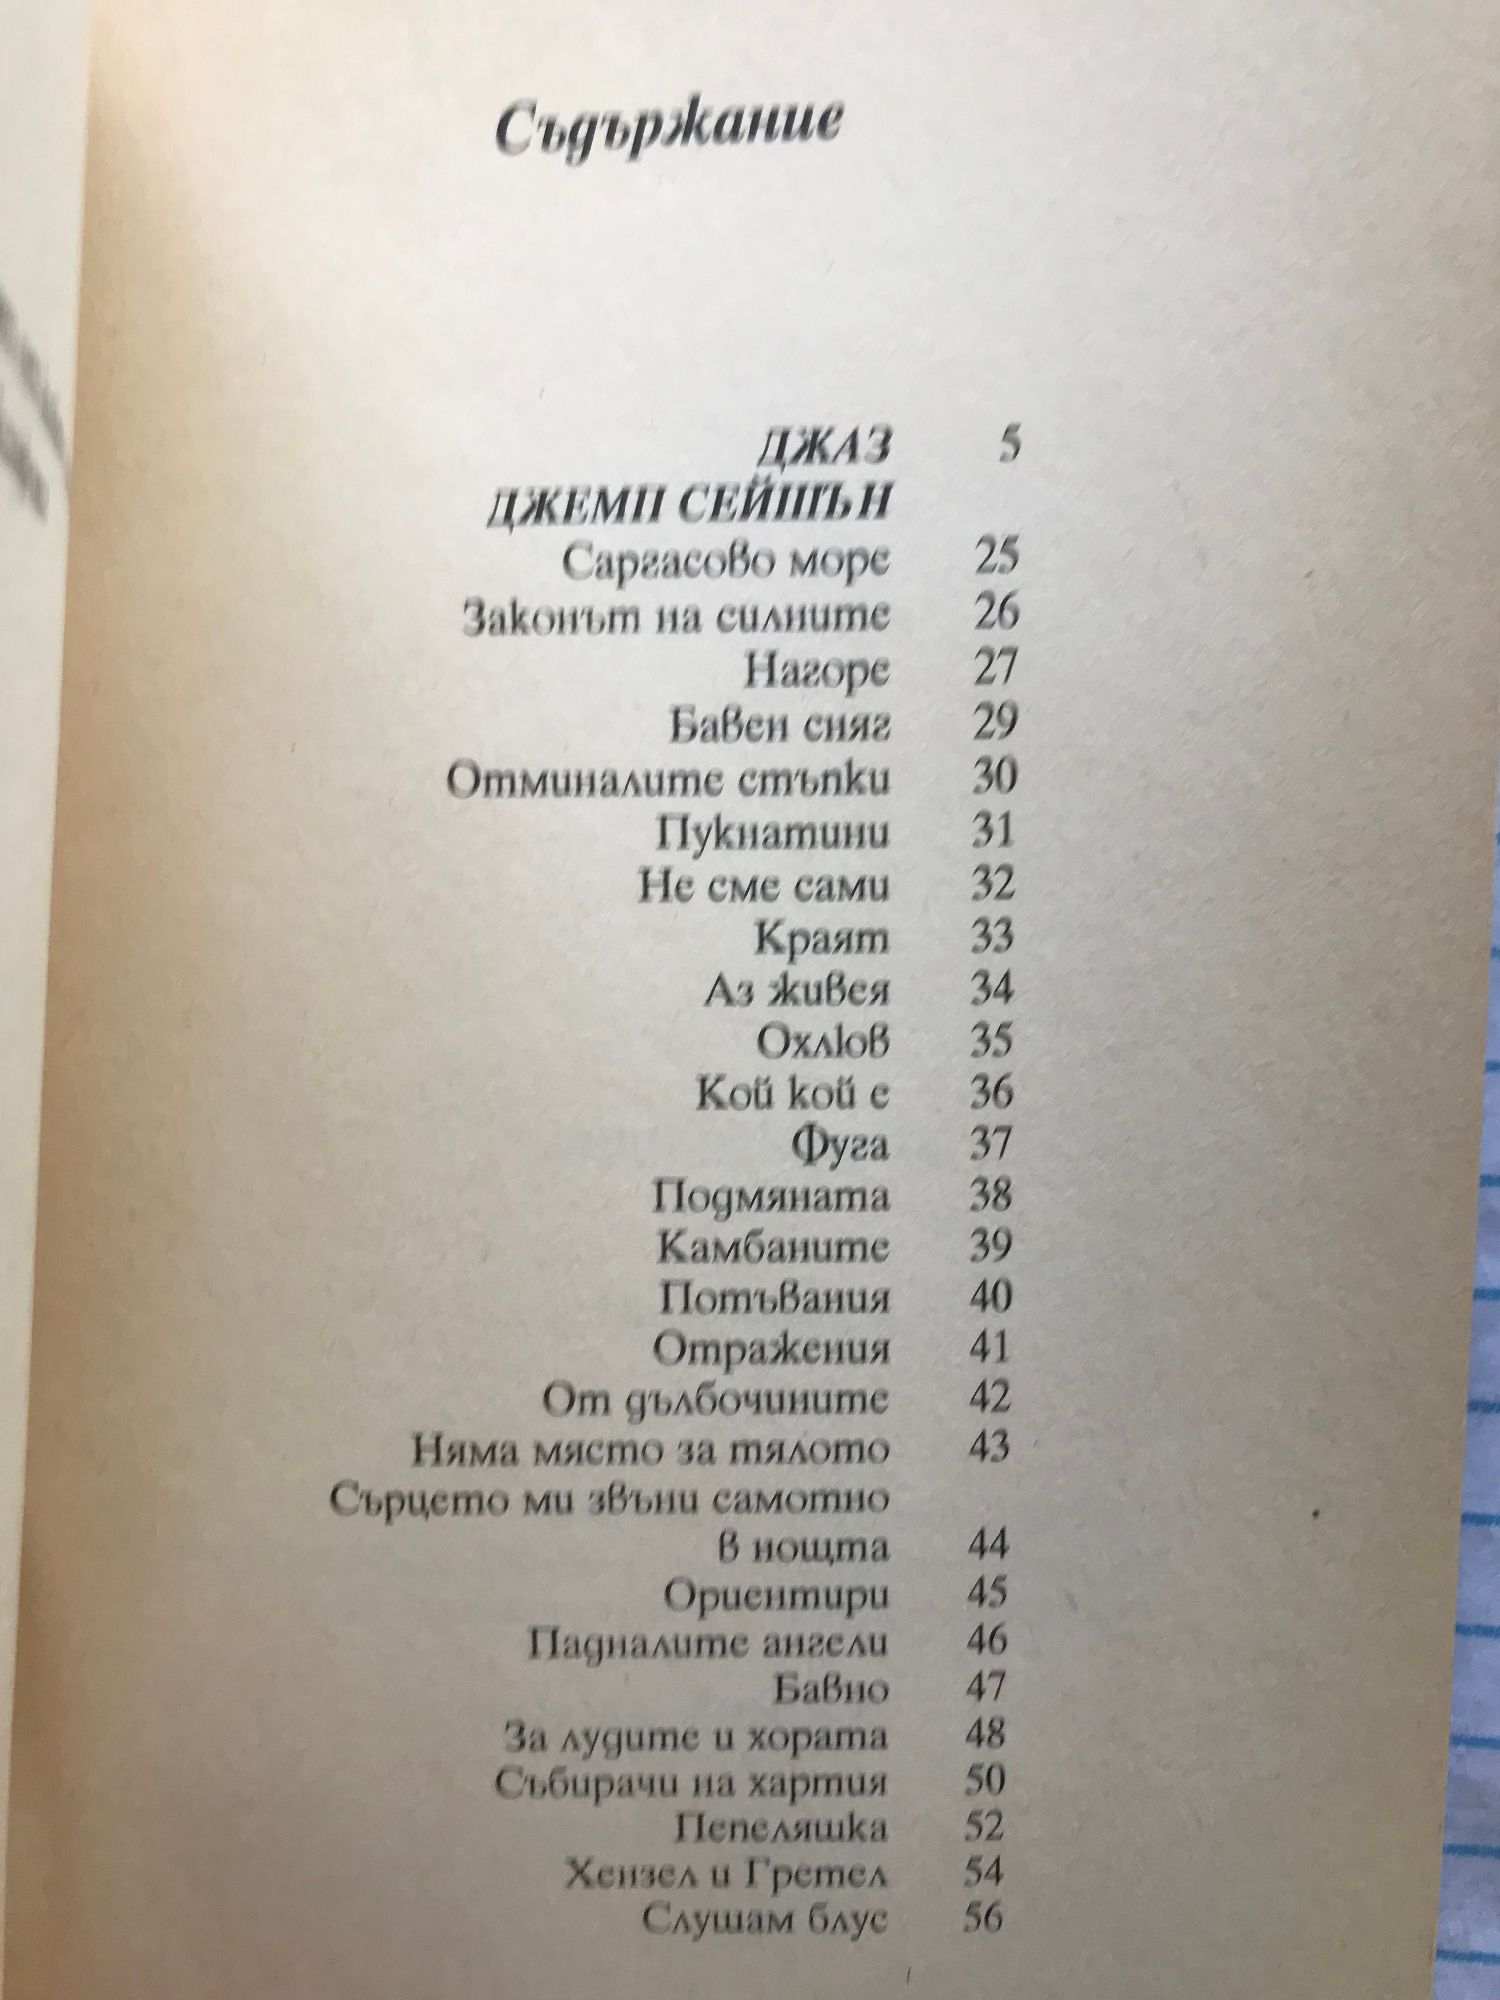 Съдържание
ДЖАЗ 5
ДЖЕМП СЕЙШЪН
Саргасово море 25
Законът на силните 26
Нагоре 27
Бавен сняг 29
Отминалите стъпки 30
Пукнатини 31
Не сме сами 32
Краят 33
Аз живея 34
Охлюв 35
Кой кой е 36
Фуга 37
Подмяната 38
Камбаните 39
Потъвания 40
Отражения 41
От дълбочините 42
Няма място за тялото 43
Сърцето ми звъни самотно
в нощта 44
Ориентири 45
Падналите ангели 46
Бавно 47
За лудите и хората 48
Събирачи на хартия 50
Пепеляшка 52
Хензел и Гретел 54
Слушам блус 56